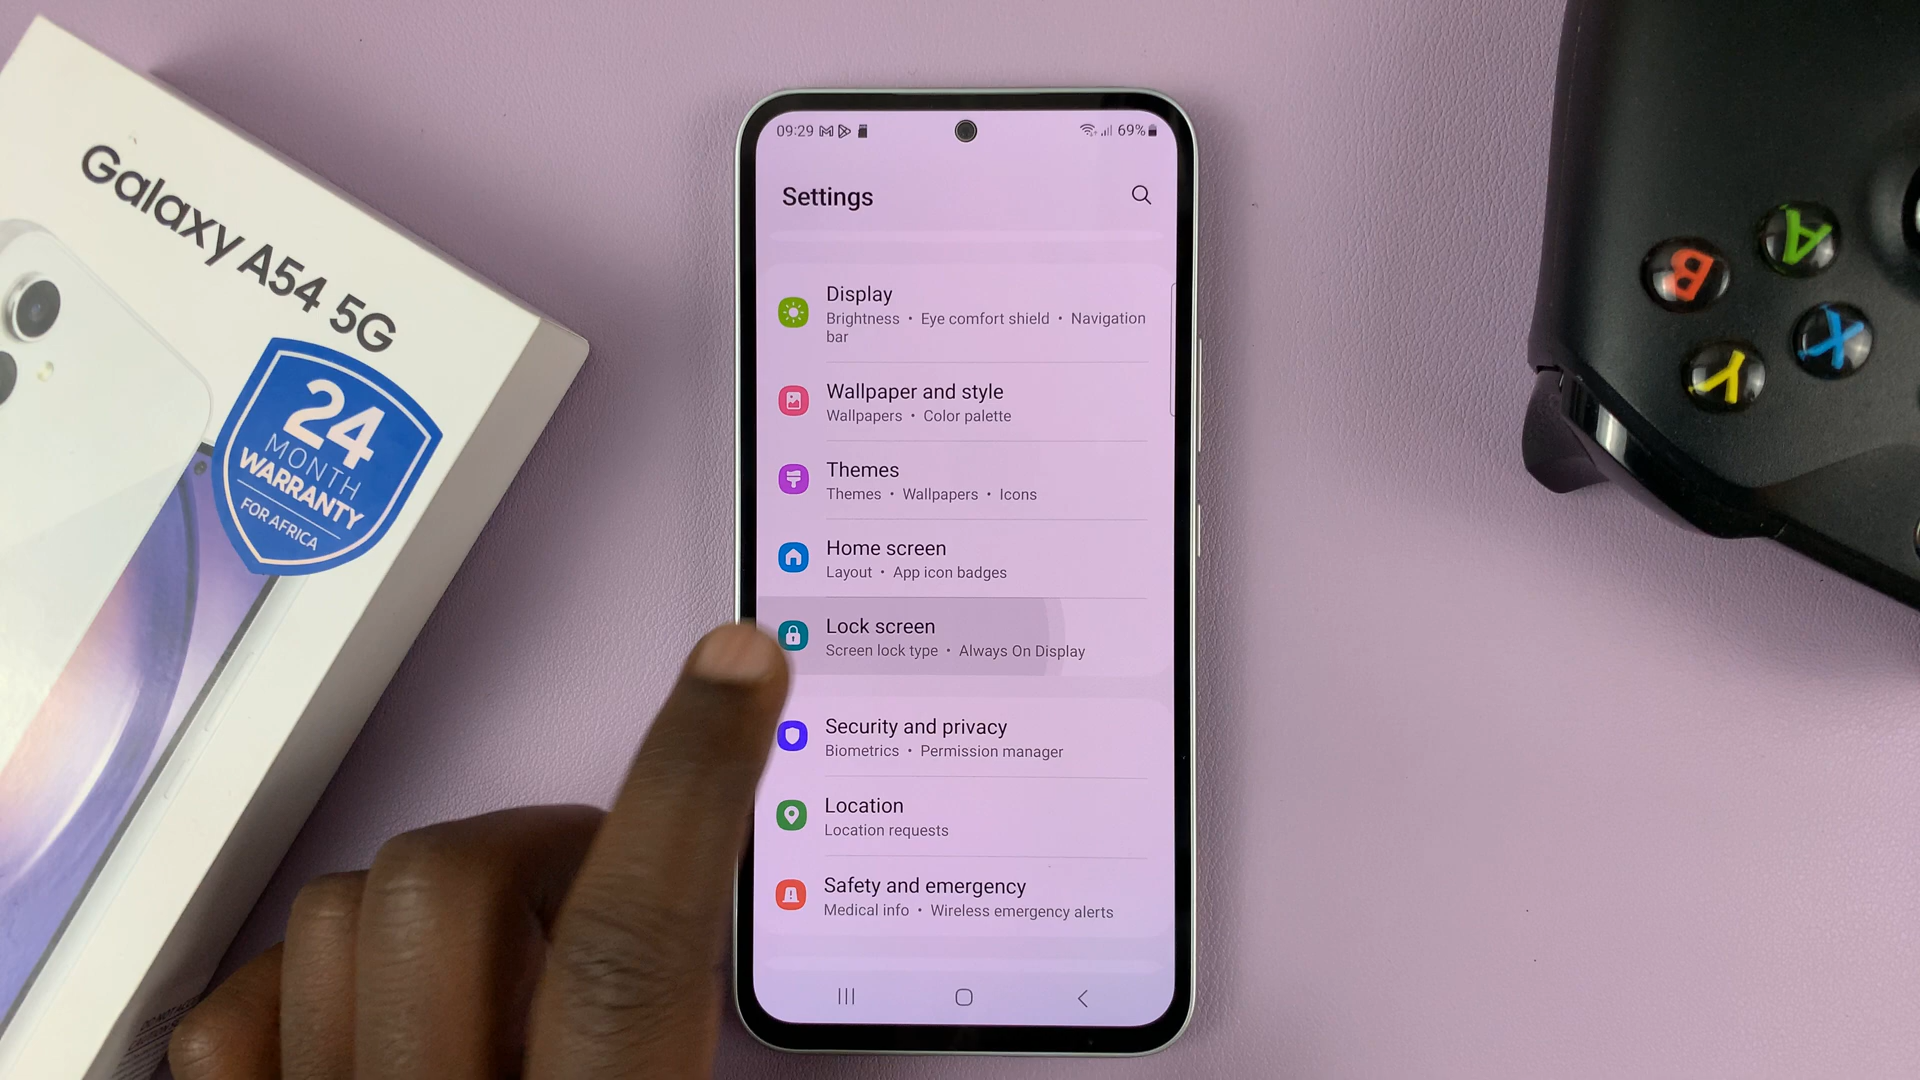 Galaxy A54 5G
24
MONTH
WARRANTY
FOR AFRICA
09:29
69%
Settings
Display
Brightness • Eye comfort shield • Navigation
bar
Wallpaper and style
Wallpapers • Color palette
Themes
Themes • Wallpapers • Icons
Home screen
Layout • App icon badges
Lock screen
Screen lock type • Always On Display
Security and privacy
Biometrics • Permission manager
Location
Location requests
Safety and emergency
Medical info • Wireless emergency alerts
A
B
X
Y